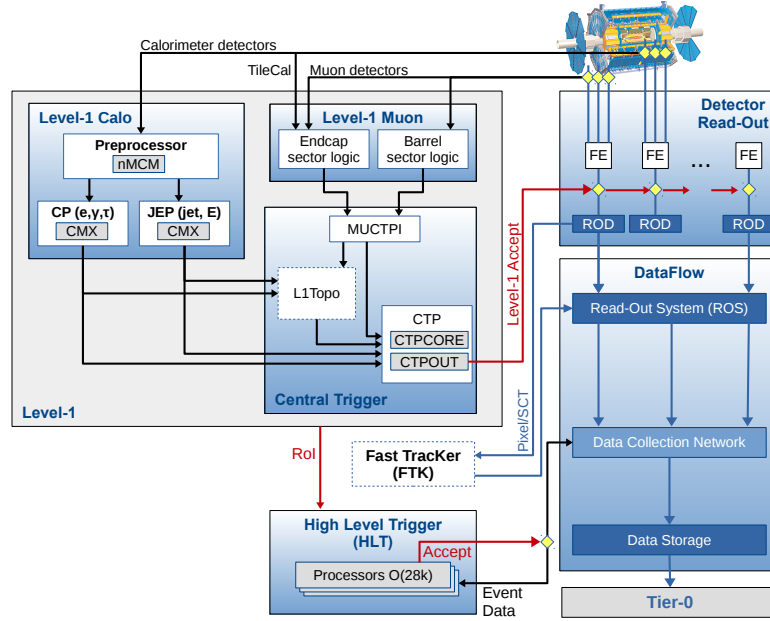 Calorimeter detectors
TileCal
Muon detectors
Level-1 Calo
Preprocessor
nMCM
CP (e,γ,τ)
CMX
JEP (jet, E)
CMX
Level-1 Muon
Endcap
sector logic
Barrel
sector logic
MUCTPI
L1Topo
CTP
CTPCORE
CTPOUT
Central Trigger
Level-1
Level-1 Accept
Detector
Read-Out
FE
FE
...
FE
ROD
ROD
ROD
DataFlow
Read-Out System (ROS)
Data Collection Network
Data Storage
Tier-0
Pixel/SCT
Fast TracKer
(FTK)
RoI
High Level Trigger
(HLT)
Accept
Processors O(28k)
Event
Data